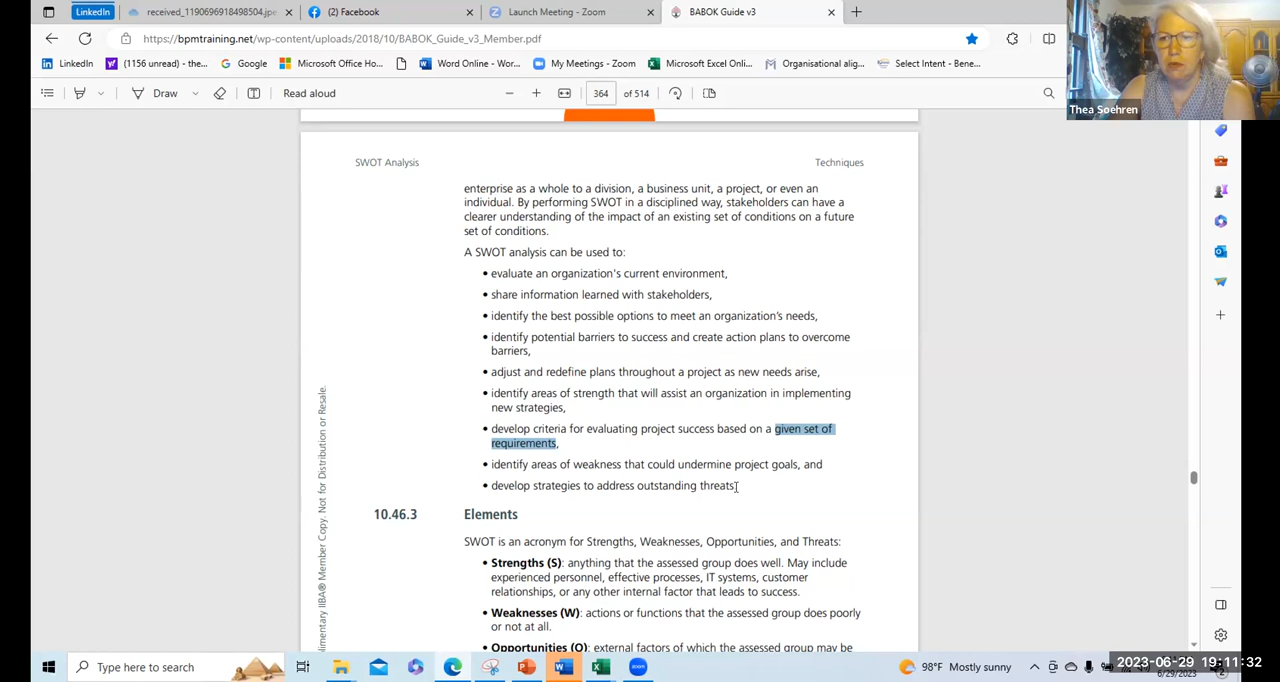 LinkedIn
received_1190696918498504.jpe
(2) Facebook
Launch Meeting - Zoom
BABOK Guide v3
https://bpmtraining.net/wp-content/uploads/2018/10/BABOK_Guide_v3_Member.pdf
LinkedIn
(1156 unread) - the...
Google
Microsoft Office Ho...
Word Online - Wor...
My Meetings - Zoom
Microsoft Excel Onli...
Organisational alig...
Select Intent - Bene...
Draw
Read aloud
364
of 514
Thea Soehren
SWOT Analysis
Techniques
enterprise as a whole to a division, a business unit, a project, or even an
individual. By performing SWOT in a disciplined way, stakeholders can have a
clearer understanding of the impact of an existing set of conditions on a future
set of conditions.
A SWOT analysis can be used to:
• evaluate an organization's current environment,
• share information learned with stakeholders,
• identify the best possible options to meet an organization's needs,
• identify potential barriers to success and create action plans to overcome
barriers,
• adjust and redefine plans throughout a project as new needs arise,
• identify areas of strength that will assist an organization in implementing
new strategies,
• develop criteria for evaluating project success based on a given set of
requirements,
• identify areas of weakness that could undermine project goals, and
• develop strategies to address outstanding threats
10.46.3
Elements
SWOT is an acronym for Strengths, Weaknesses, Opportunities, and Threats:
• Strengths (S): anything that the assessed group does well. May include
experienced personnel, effective processes, IT systems, customer
relationships, or any other internal factor that leads to success.
• Weaknesses (W): actions or functions that the assessed group does poorly
or not at all.
• Opportunities (O): external factors of which the assessed group may be
imentary IIBA® Member Copy. Not for Distribution or Resale.
Type here to search
98°F Mostly sunny
2023-06-29 19:11:32
6/29/2023